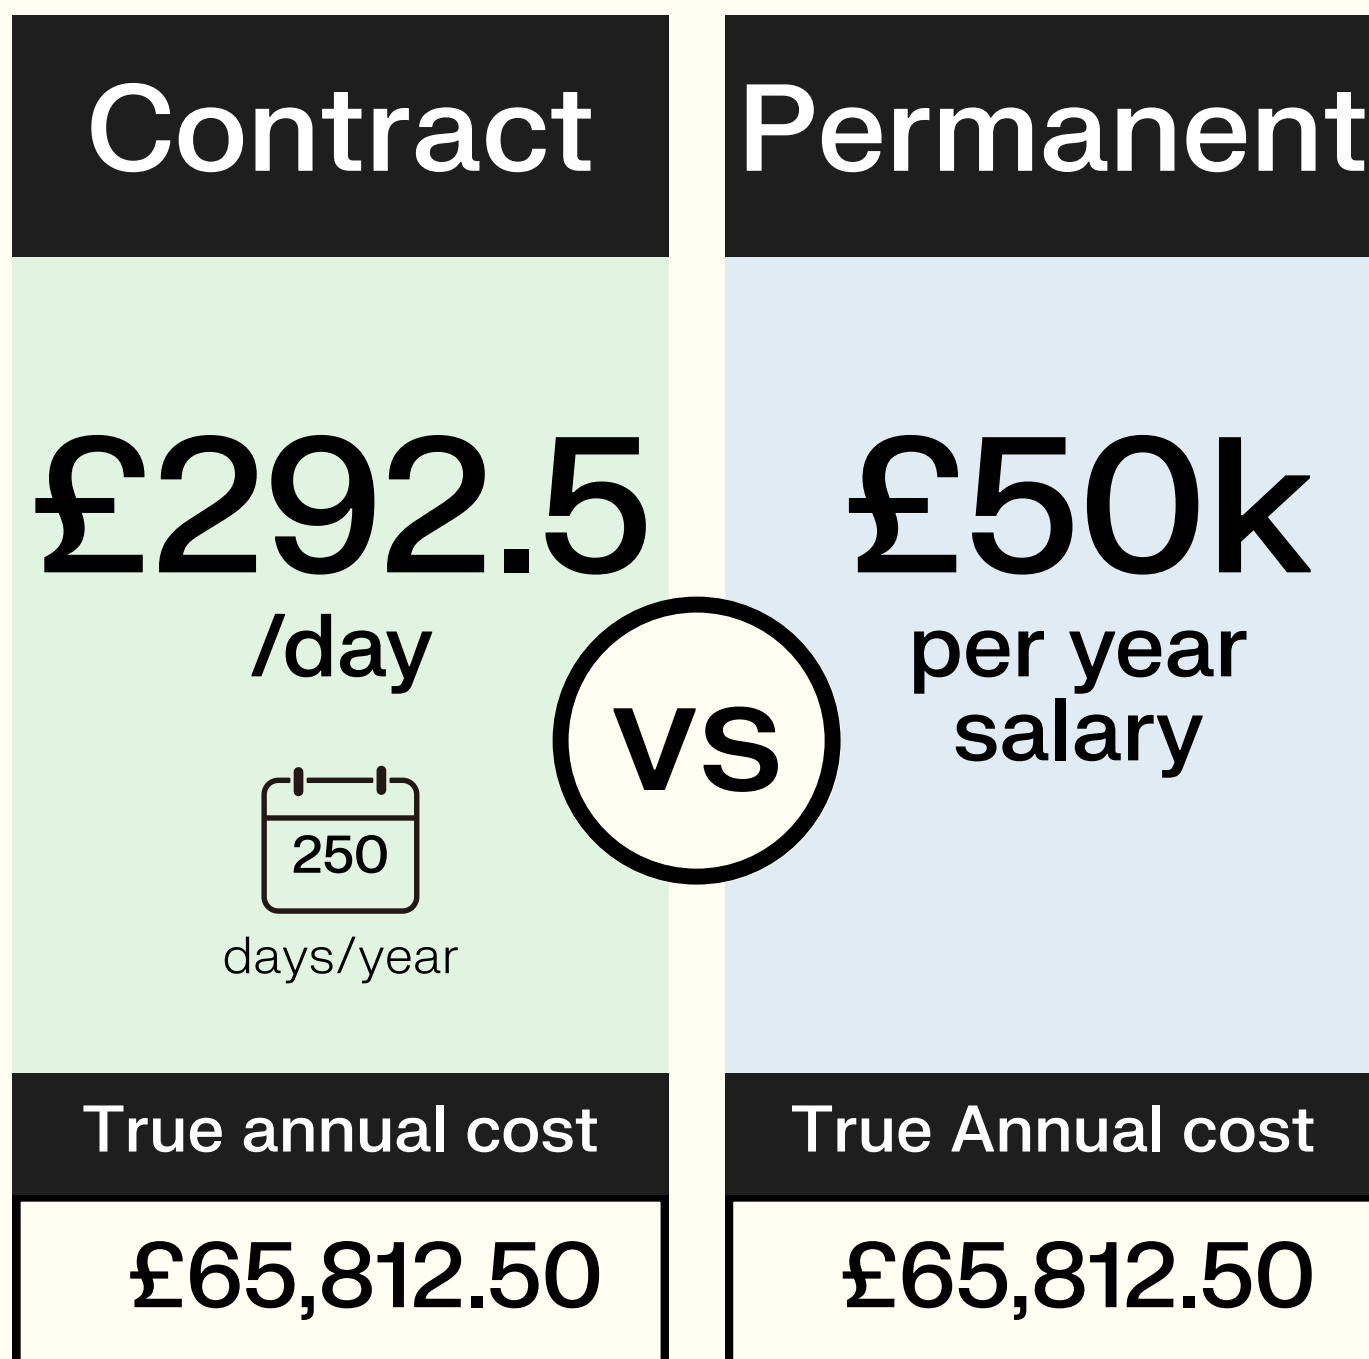 Contract
£292.5
/day
250
days/year
True annual cost
£65,812.50
vs
Permanent
£50k
per year
salary
True Annual cost
£65,812.50